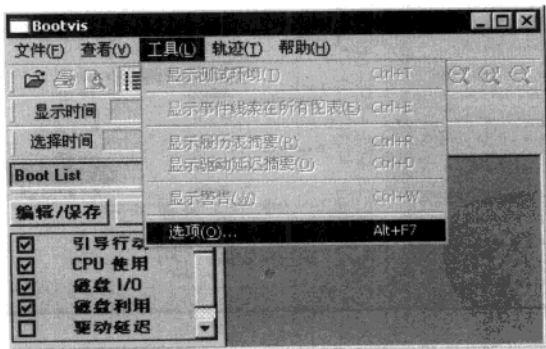 Bootvis
文件(F) 查看(V) 工具(L) 轨迹(T) 帮助(H)
显示测试环境(T) Ctrl+T
显示事件线索在所有图表(E) Ctrl+E
显示时间
显示履历表摘要(R) Ctrl+R
选择时间
显示驱动延迟摘要(D) Ctrl+D
Boot List
显示警告(W) Ctrl+W
编辑/保存
选项(O)... Alt+F7
引导行动
CPU 使用
磁盘 I/O
磁盘利用
驱动延迟